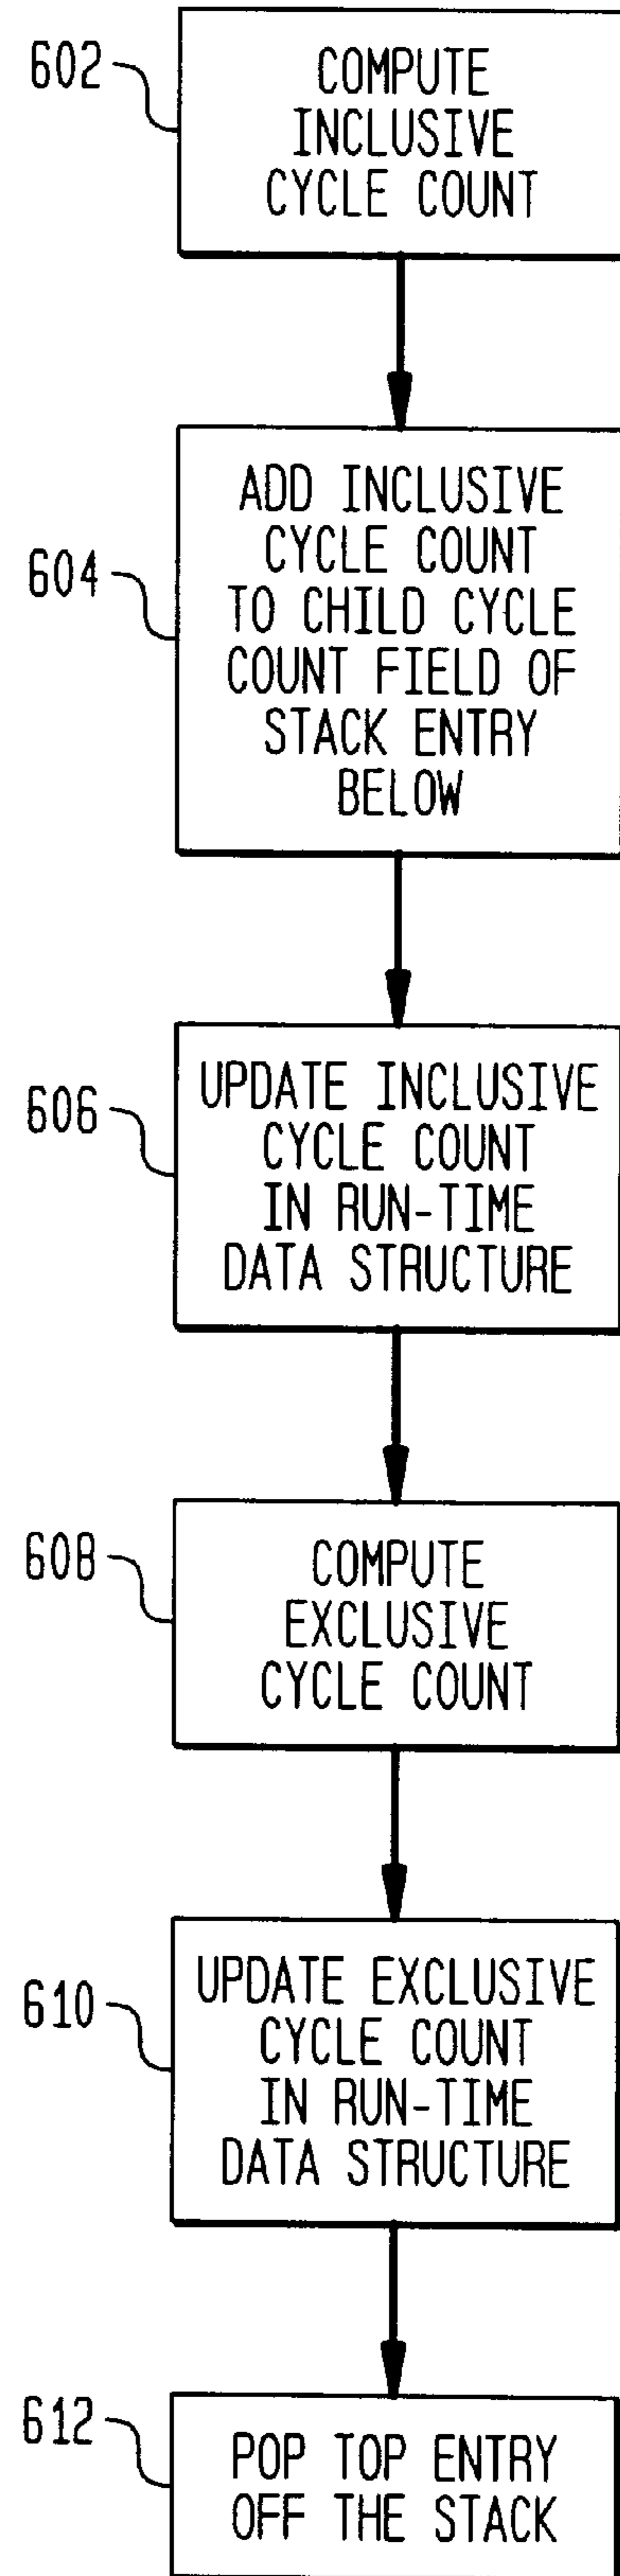 602
COMPUTE
INCLUSIVE
CYCLE COUNT
604
ADD INCLUSIVE
CYCLE COUNT
TO CHILD CYCLE
COUNT FIELD OF
STACK ENTRY
BELOW
606
UPDATE INCLUSIVE
CYCLE COUNT
IN RUN-TIME
DATA STRUCTURE
608
COMPUTE
EXCLUSIVE
CYCLE COUNT
610
UPDATE EXCLUSIVE
CYCLE COUNT
IN RUN-TIME
DATA STRUCTURE
612
POP TOP ENTRY
OFF THE STACK